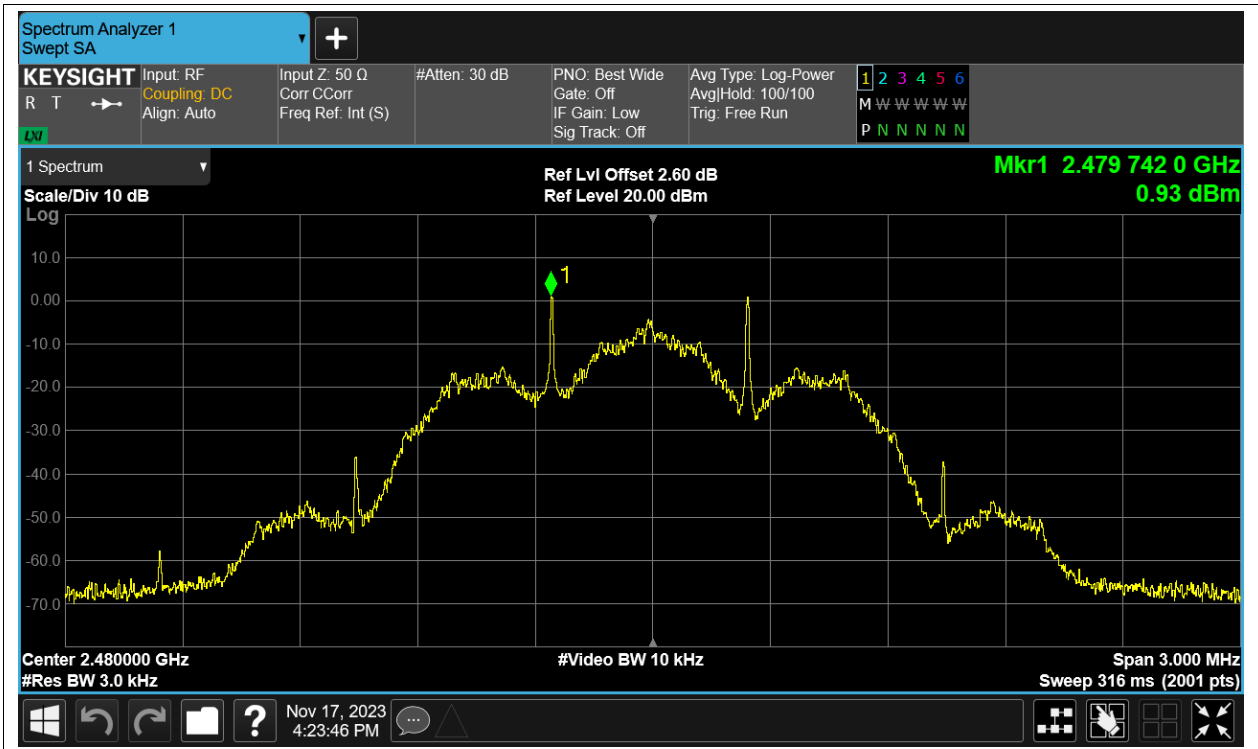 Spectrum Analyzer 1
Swept SA
KEYSIGHT
R T
LXI
Input: RF
Coupling: DC
Align: Auto
Input Z: 50 Ω
Corr CCorr
Freq Ref: Int (S)
#Atten: 30 dB
PNO: Best Wide
Gate: Off
IF Gain: Low
Sig Track: Off
Avg Type: Log-Power
Avg|Hold: 100/100
Trig: Free Run
1 2 3 4 5 6
M W W W W W
P N N N N N
1 Spectrum
Scale/Div 10 dB
Log
Ref Lvl Offset 2.60 dB
Ref Level 20.00 dBm
Mkr1 2.479 742 0 GHz
0.93 dBm
1
10.0
0.00
-10.0
-20.0
-30.0
-40.0
-50.0
-60.0
-70.0
Center 2.480000 GHz
#Res BW 3.0 kHz
#Video BW 10 kHz
Span 3.000 MHz
Sweep 316 ms (2001 pts)
?
Nov 17, 2023
4:23:46 PM